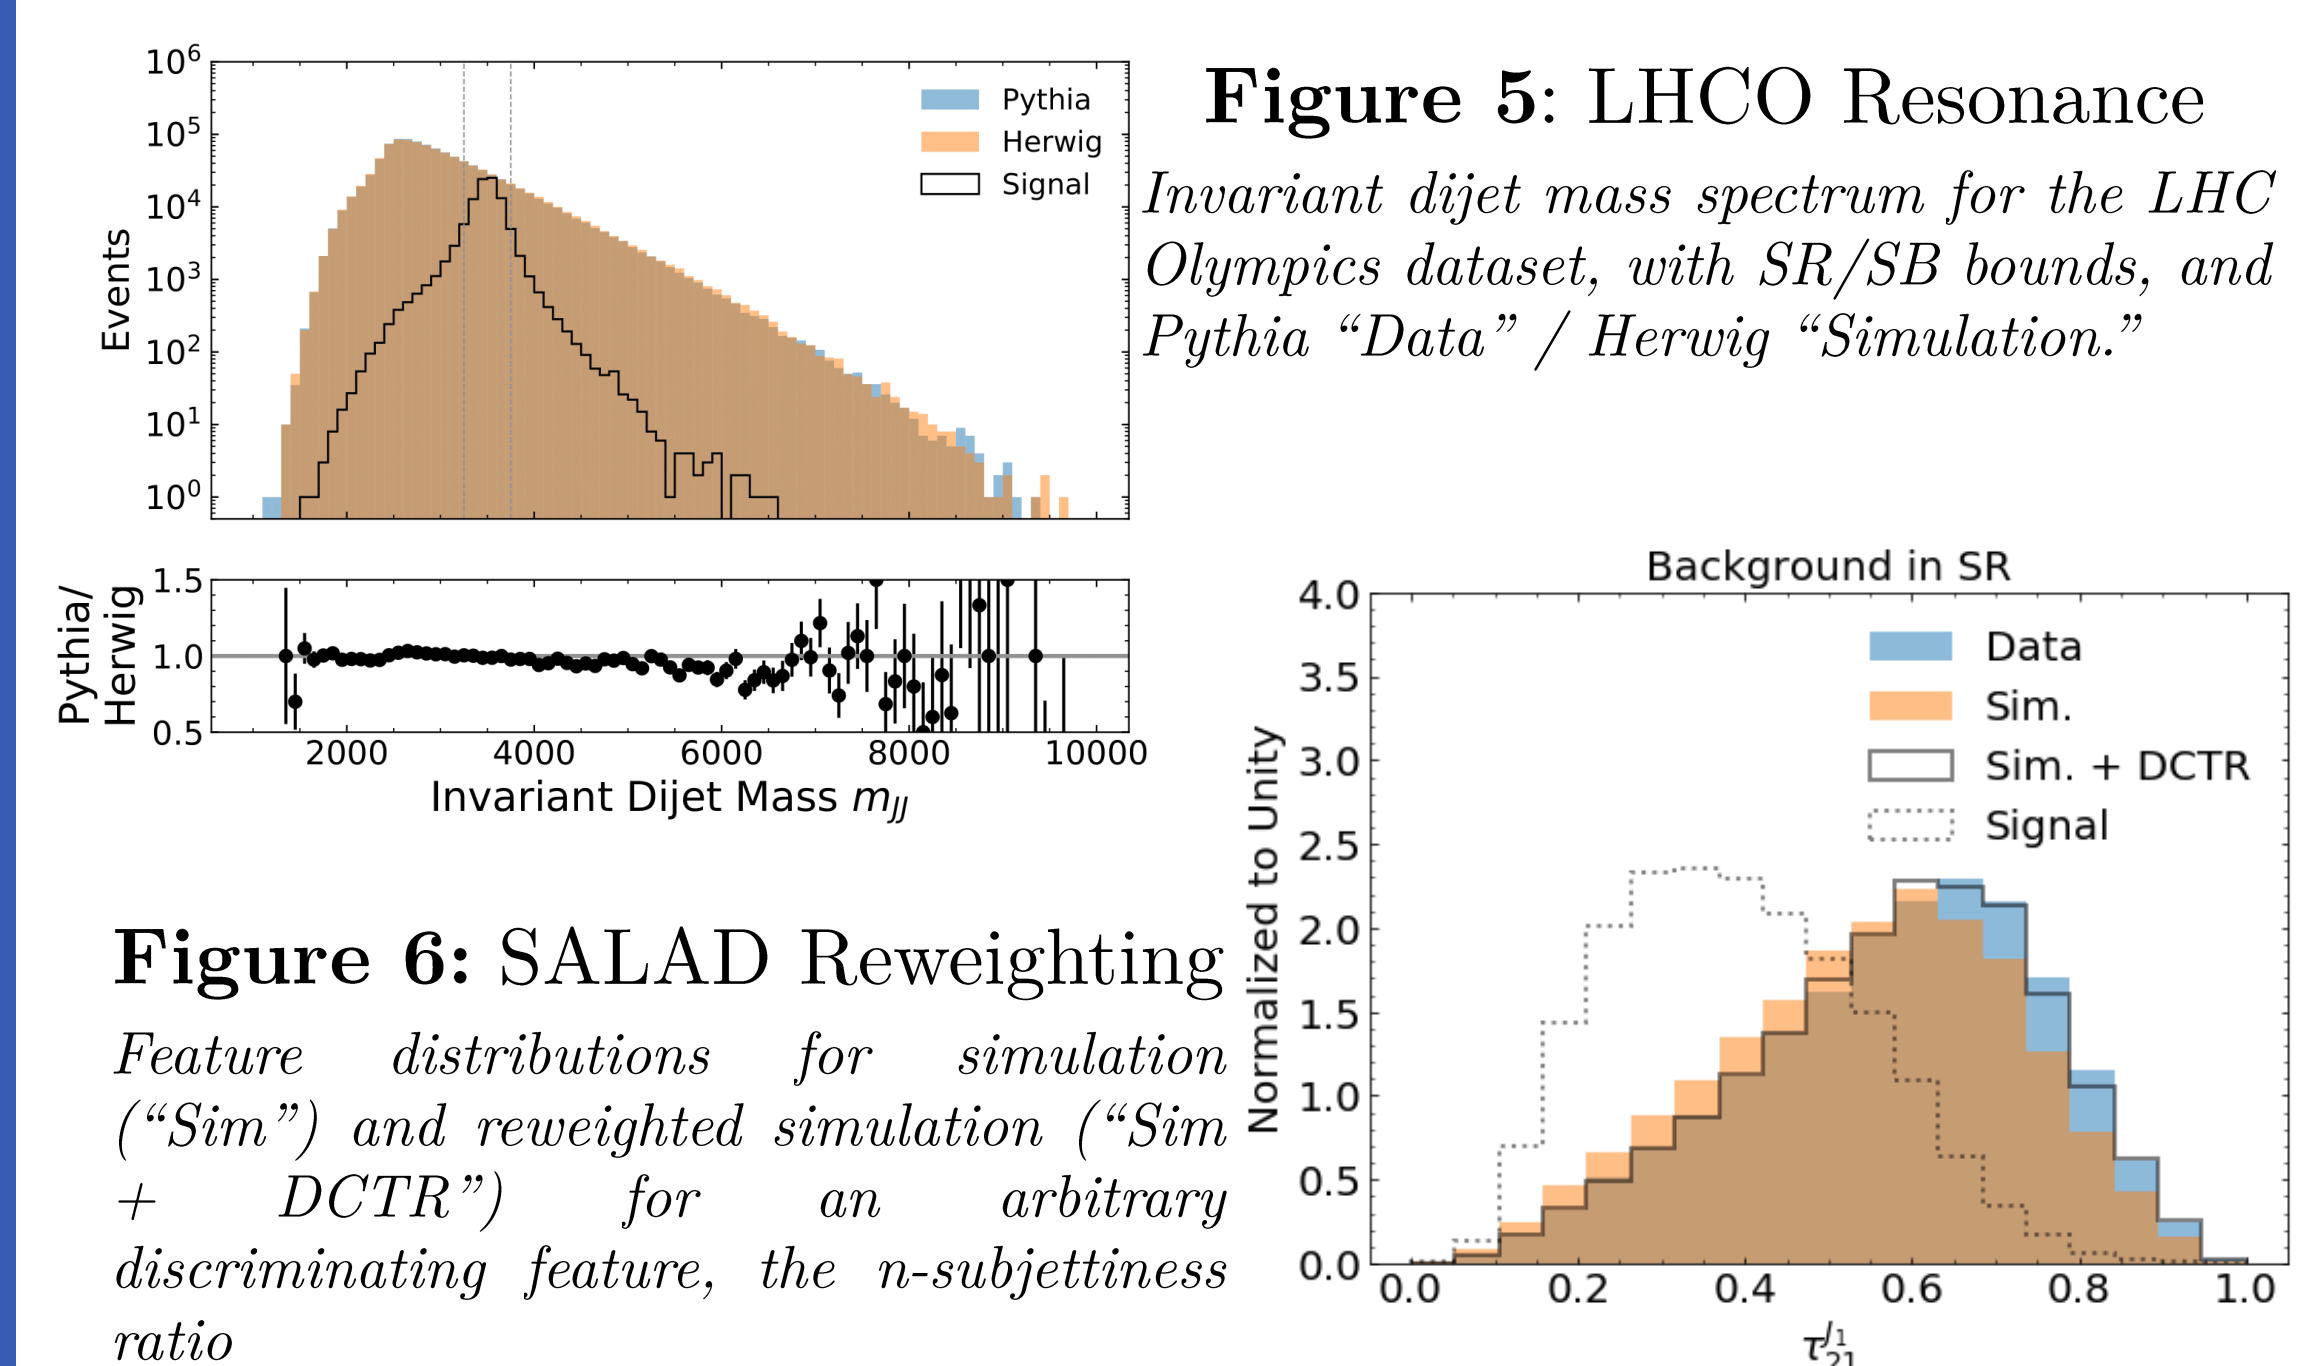 10^6
10^5
10^4
10^3
10^2
10^1
10^0
Events
Pythia
Herwig
Signal
1.5
1.0
0.5
Pythia/
Herwig
2000 4000 6000 8000 10000
Invariant Dijet Mass m_JJ
Figure 5: LHCO Resonance
Invariant dijet mass spectrum for the LHC
Olympics dataset, with SR/SB bounds, and
Pythia “Data” / Herwig “Simulation.”
Figure 6: SALAD Reweighting
Feature distributions for simulation
(“Sim”) and reweighted simulation (“Sim
+ DCTR”) for an arbitrary
discriminating feature, the n-subjettiness
ratio
Background in SR
4.0
3.5
3.0
2.5
2.0
1.5
1.0
0.5
0.0
Normalized to Unity
Data
Sim.
Sim. + DCTR
Signal
0.0 0.2 0.4 0.6 0.8 1.0
τ_21^J_1